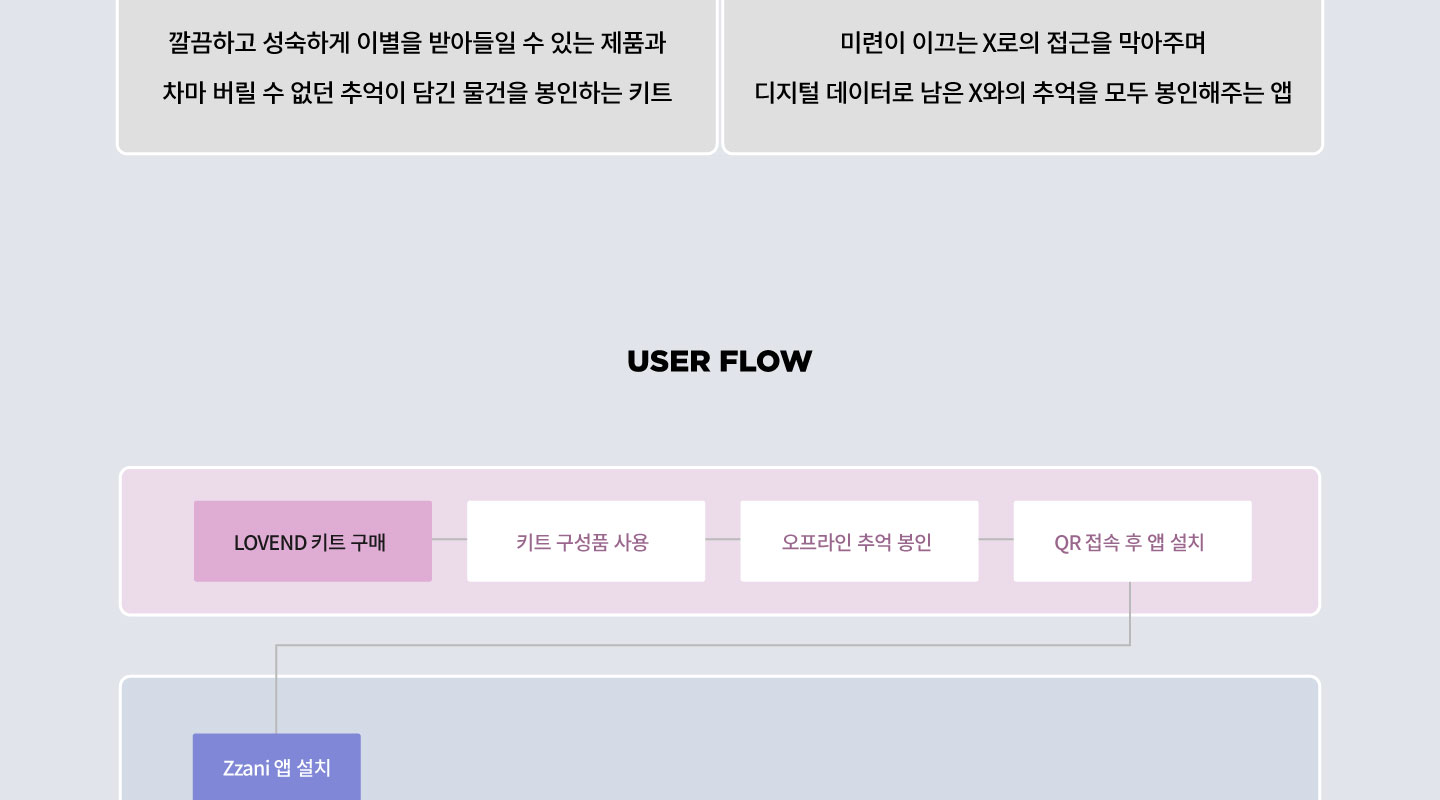 깔끔하고 성숙하게 이별을 받아들일 수 있는 제품과
차마 버릴 수 없던 추억이 담긴 물건을 봉인하는 키트
미련이 이끄는 X로의 접근을 막아주며
디지털 데이터로 남은 X와의 추억을 모두 봉인해주는 앱
USER FLOW
LOVEND 키트 구매
키트 구성품 사용
오프라인 추억 봉인
QR 접속 후 앱 설치
Zzani 앱 설치